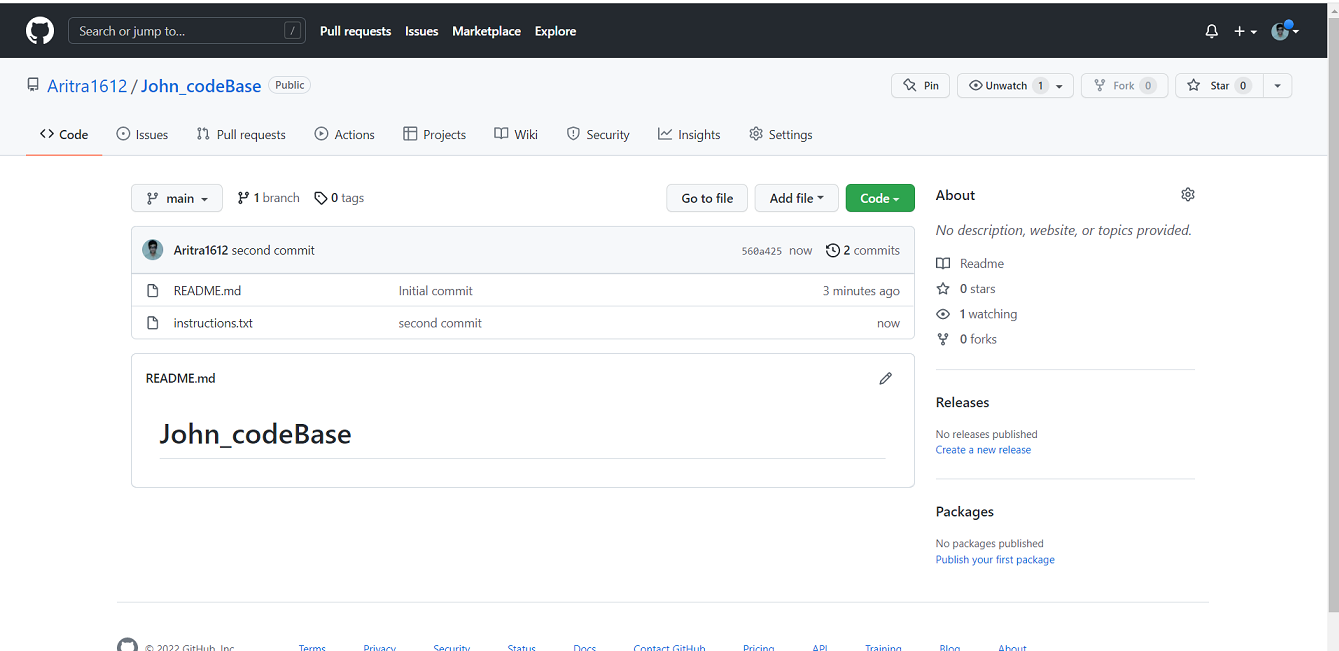 Search or jump to... / Pull requests Issues Marketplace Explore
Aritra1612 / John_codeBase Public Pin Unwatch 1 Fork 0 Star 0
Code Issues Pull requests Actions Projects Wiki Security Insights Settings
main 1 branch 0 tags Go to file Add file Code
Aritra1612 second commit 560a425 now 2 commits
README.md Initial commit 3 minutes ago
instructions.txt second commit now
README.md
John_codeBase
About
No description, website, or topics provided.
Readme
0 stars
1 watching
0 forks
Releases
No releases published
Create a new release
Packages
No packages published
Publish your first package
© 2022 GitHub, Inc. Terms Privacy Security Status Docs Contact GitHub Pricing API Training Blog About